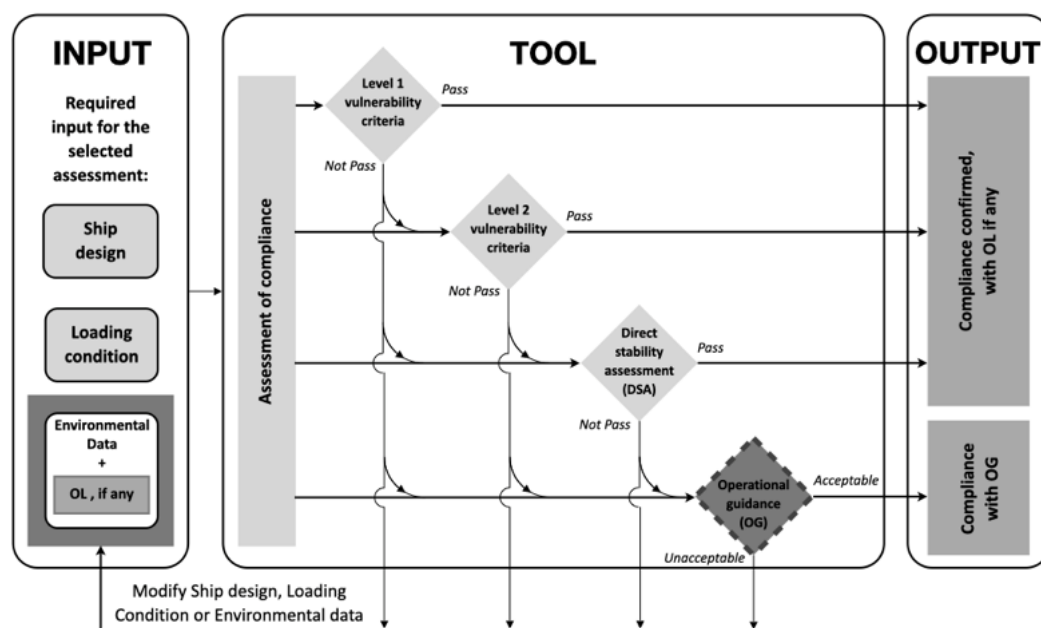 INPUT
Required
input for the
selected
assessment:
Ship
design
Loading
condition
Environmental
Data
+
OL , if any
TOOL
Assessment of compliance
Level 1
vulnerability
criteria
Pass
Not Pass
Level 2
vulnerability
criteria
Pass
Not Pass
Direct
stability
assessment
(DSA)
Pass
Not Pass
Operational
guidance
(OG)
Acceptable
Unacceptable
OUTPUT
Compliance confirmed,
with OL if any
Compliance
with OG
Modify Ship design, Loading
Condition or Environmental data